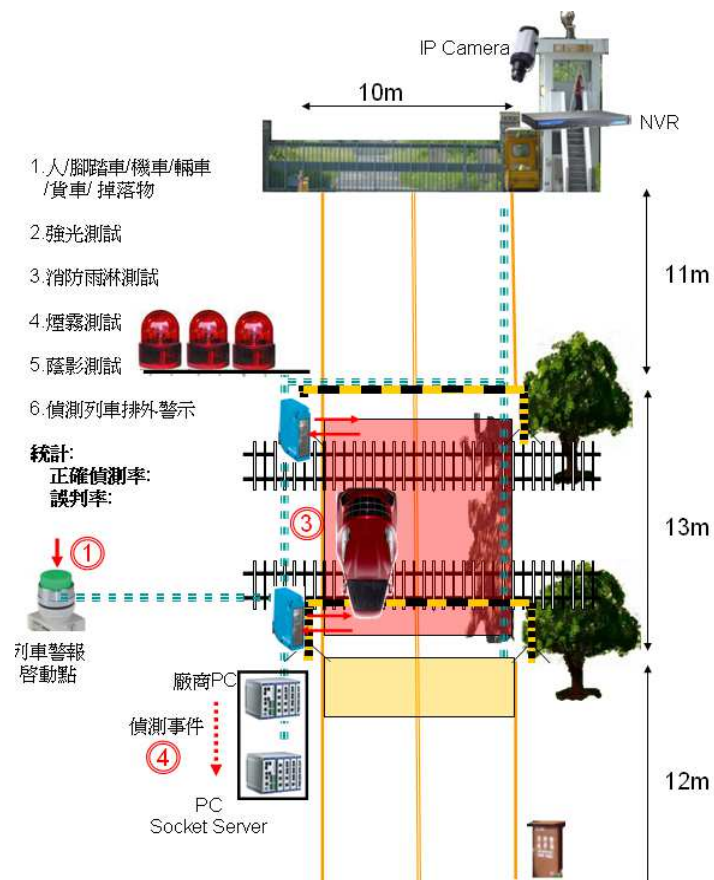 IP Camera
10m
NVR
1.人/腳踏車/機車/輛車
/貨車/ 掉落物
2.強光測試
3.消防雨淋測試
4.煙霧測試
5.蔭影測試
6.偵測列車排外警示
統計:
正確偵測率:
誤判率:
11m
13m
③
①
列車警報
啓動點
廠商PC
偵測事件
④
PC
Socket Server
12m